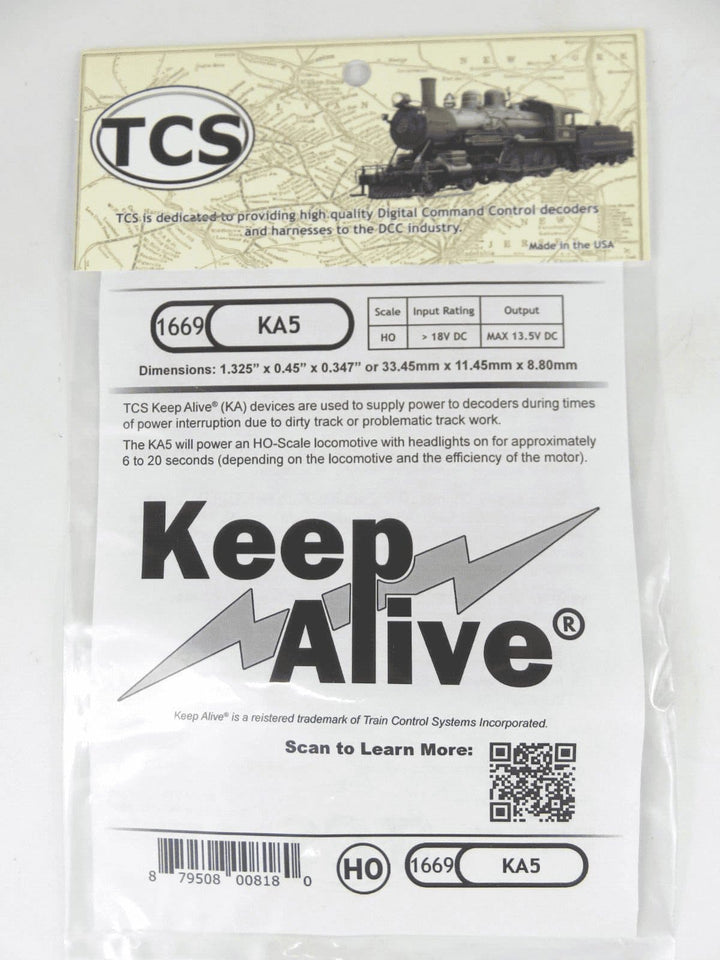 TCS
TCS is dedicated to providing high quality Digital Command Control decoders
and harnesses to the DCC industry.
Made in the USA
1669 KA5
Scale Input Rating Output
HO > 18V DC MAX 13.5V DC
Dimensions: 1.325” x 0.45” x 0.347” or 33.45mm x 11.45mm x 8.80mm
TCS Keep Alive® (KA) devices are used to supply power to decoders during times
of power interruption due to dirty track or problematic track work.
The KA5 will power an HO-Scale locomotive with headlights on for approximately
6 to 20 seconds (depending on the locomotive and the efficiency of the motor).
Keep
Alive®
Keep Alive® is a reistered trademark of Train Control Systems Incorporated.
Scan to Learn More:
8 79508 00818 0
HO
1669 KA5